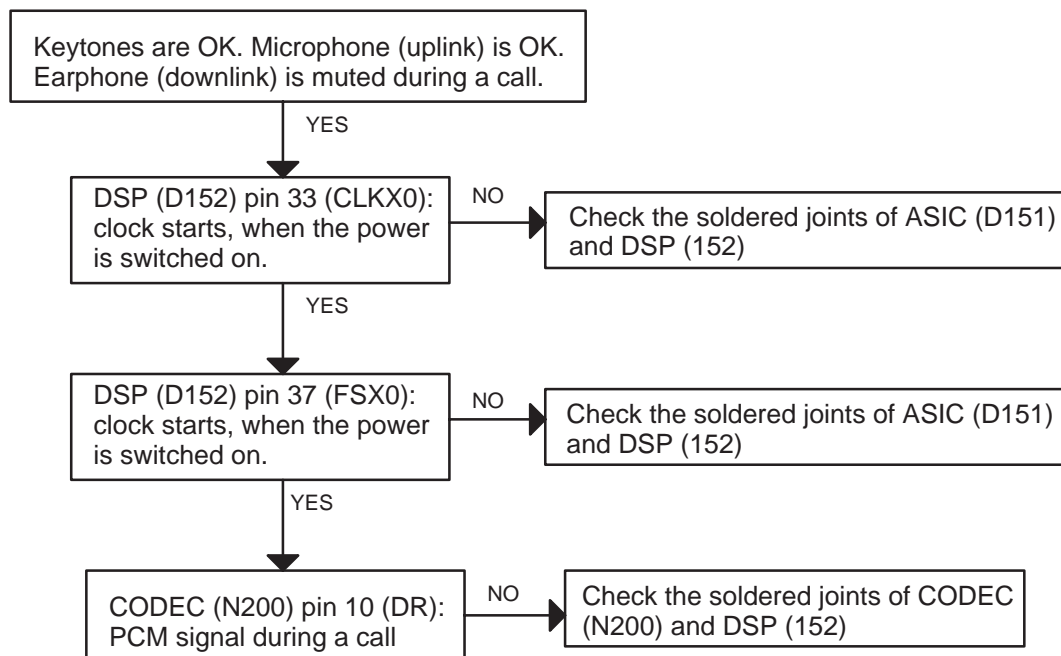 Keytones are OK. Microphone (uplink) is OK.
Earphone (downlink) is muted during a call.
YES
DSP (D152) pin 33 (CLKX0):
clock starts, when the power
is switched on.
NO
Check the soldered joints of ASIC (D151)
and DSP (152)
YES
DSP (D152) pin 37 (FSX0):
clock starts, when the power
is switched on.
NO
Check the soldered joints of ASIC (D151)
and DSP (152)
YES
CODEC (N200) pin 10 (DR):
PCM signal during a call
NO
Check the soldered joints of CODEC
(N200) and DSP (152)